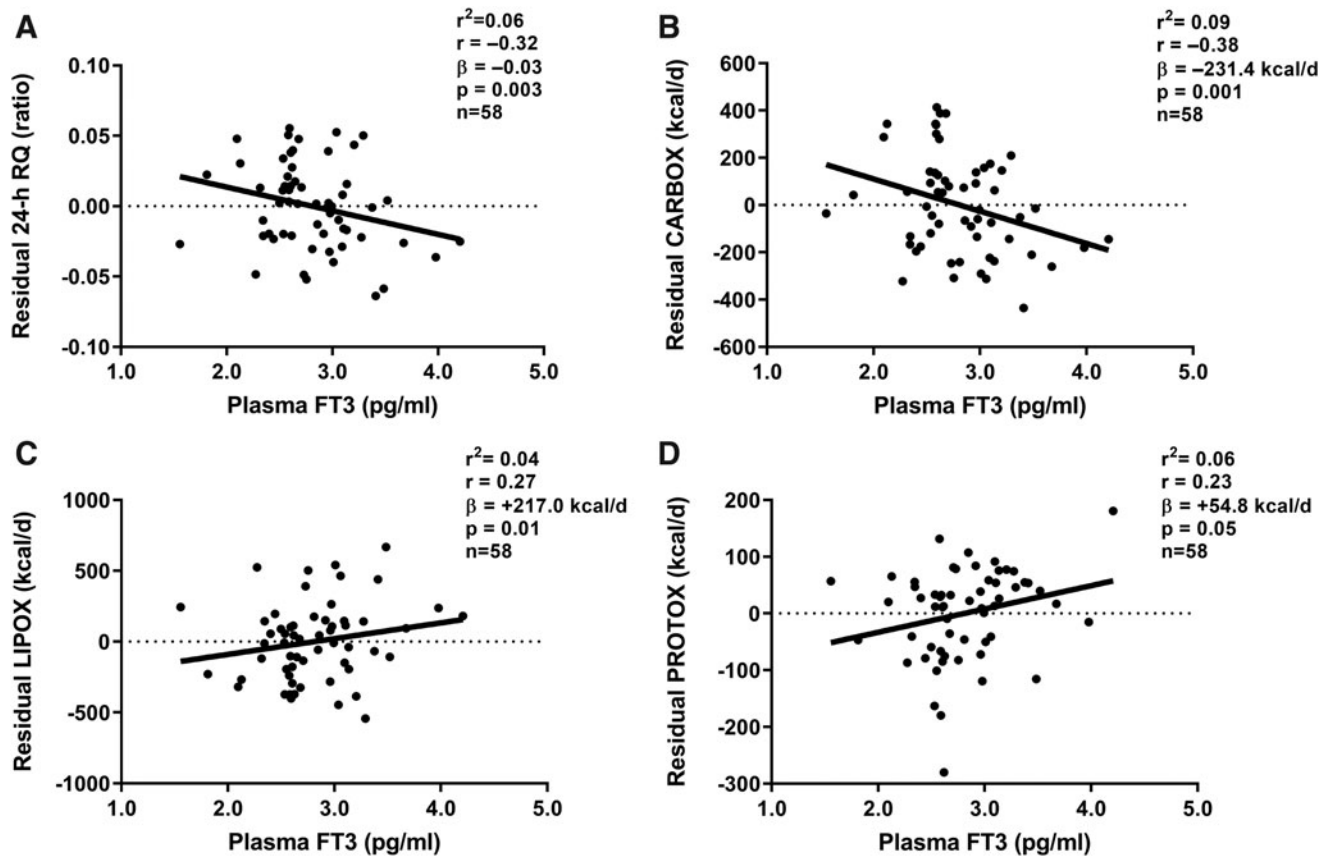 A
r²=0.06
r = –0.32
β = –0.03
p = 0.003
n=58
Residual 24-h RQ (ratio)
0.10
0.05
0.00
-0.05
-0.10
1.0 2.0 3.0 4.0 5.0
Plasma FT3 (pg/ml)
B
r²= 0.09
r = –0.38
β = –231.4 kcal/d
p = 0.001
n=58
Residual CARBOX (kcal/d)
600
400
200
0
-200
-400
-600
1.0 2.0 3.0 4.0 5.0
Plasma FT3 (pg/ml)
C
r²= 0.04
r = 0.27
β = +217.0 kcal/d
p = 0.01
n=58
Residual LIPOX (kcal/d)
1000
500
0
-500
-1000
1.0 2.0 3.0 4.0 5.0
Plasma FT3 (pg/ml)
D
r²= 0.06
r = 0.23
β = +54.8 kcal/d
p = 0.05
n=58
Residual PROTOX (kcal/d)
200
100
0
-100
-200
-300
1.0 2.0 3.0 4.0 5.0
Plasma FT3 (pg/ml)